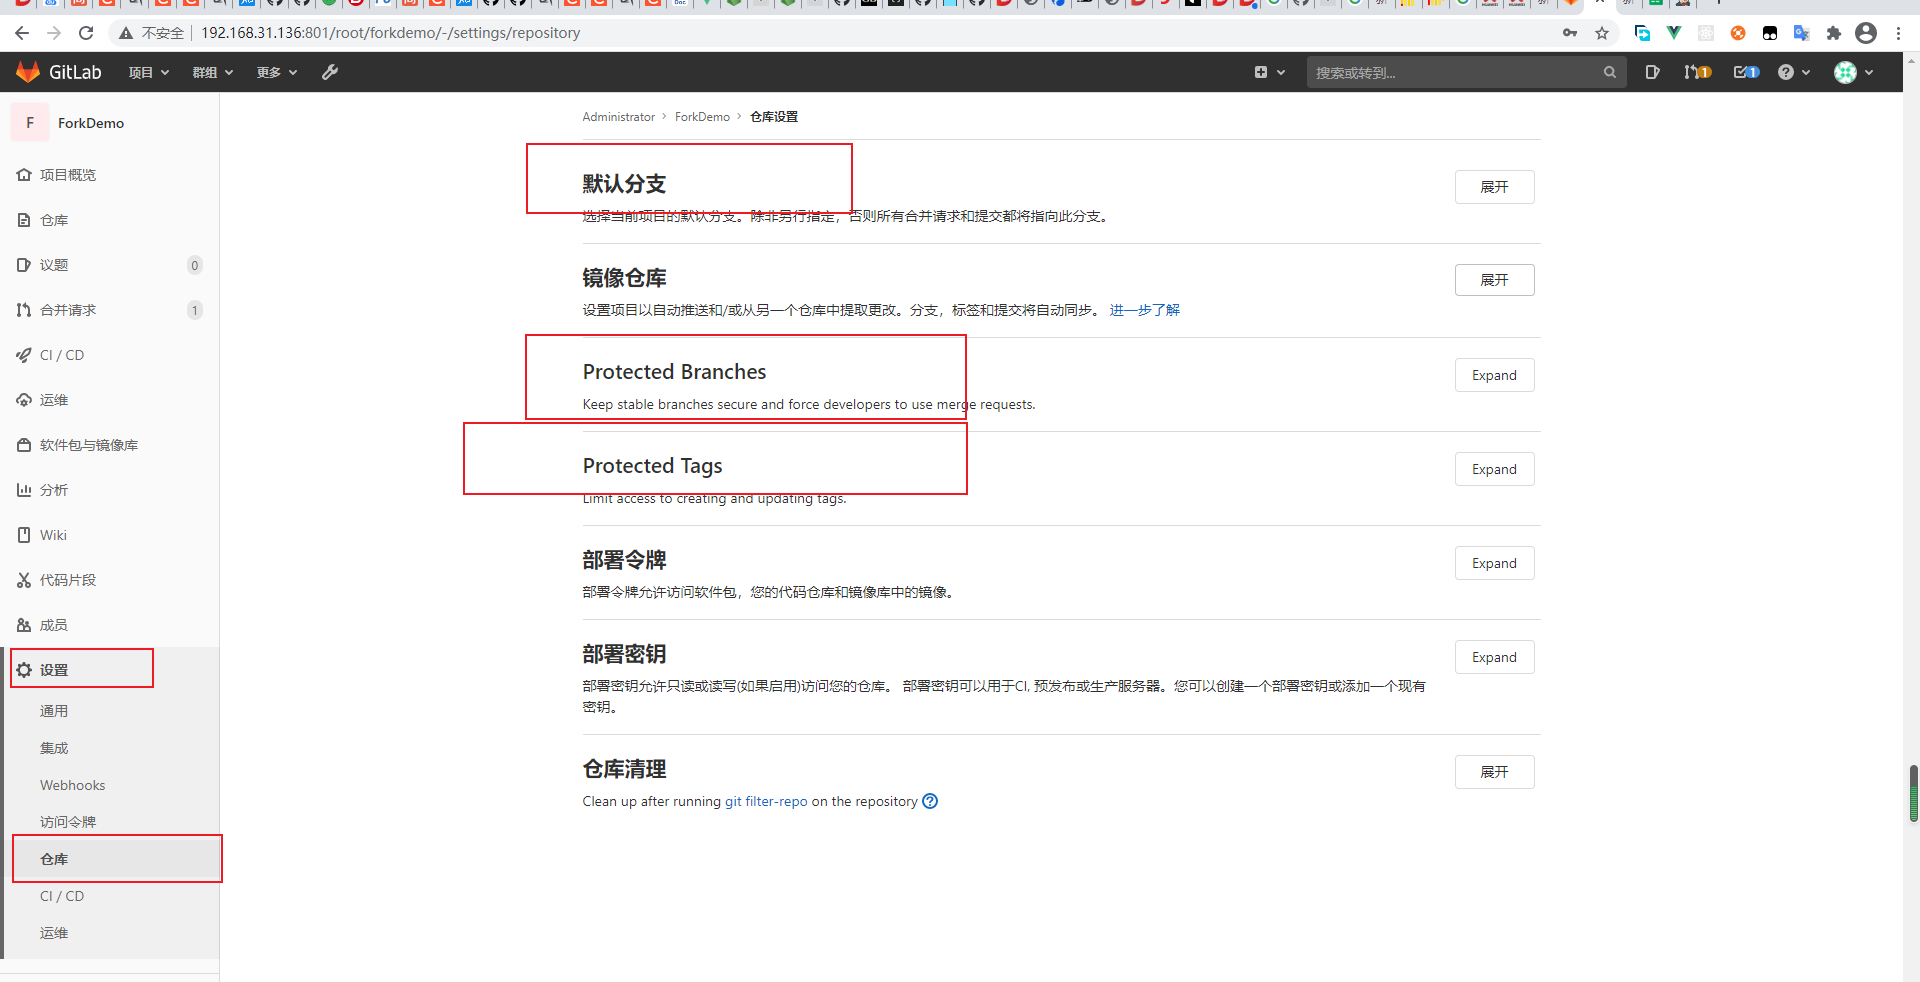 不安全
192.168.31.136:801/root/forkdemo/-/settings/repository
GitLab
项目
群组
更多
搜索或转到...
1
1
F
ForkDemo
项目概览
仓库
议题
0
合并请求
1
CI / CD
运维
软件包与镜像库
分析
Wiki
代码片段
成员
设置
通用
集成
Webhooks
访问令牌
仓库
CI / CD
运维
Administrator
ForkDemo
仓库设置
默认分支
展开
选择当前项目的默认分支。除非另行指定，否则所有合并请求和提交都将指向此分支。
镜像仓库
展开
设置项目以自动推送和/或从另一个仓库中提取更改。分支，标签和提交将自动同步。 进一步了解
Protected Branches
Expand
Keep stable branches secure and force developers to use merge requests.
Protected Tags
Expand
Limit access to creating and updating tags.
部署令牌
Expand
部署令牌允许访问软件包，您的代码仓库和镜像库中的镜像。
部署密钥
Expand
部署密钥允许只读或读写(如果启用)访问您的仓库。 部署密钥可以用于CI, 预发布或生产服务器。您可以创建一个部署密钥或添加一个现有
密钥。
仓库清理
展开
Clean up after running git filter-repo on the repository